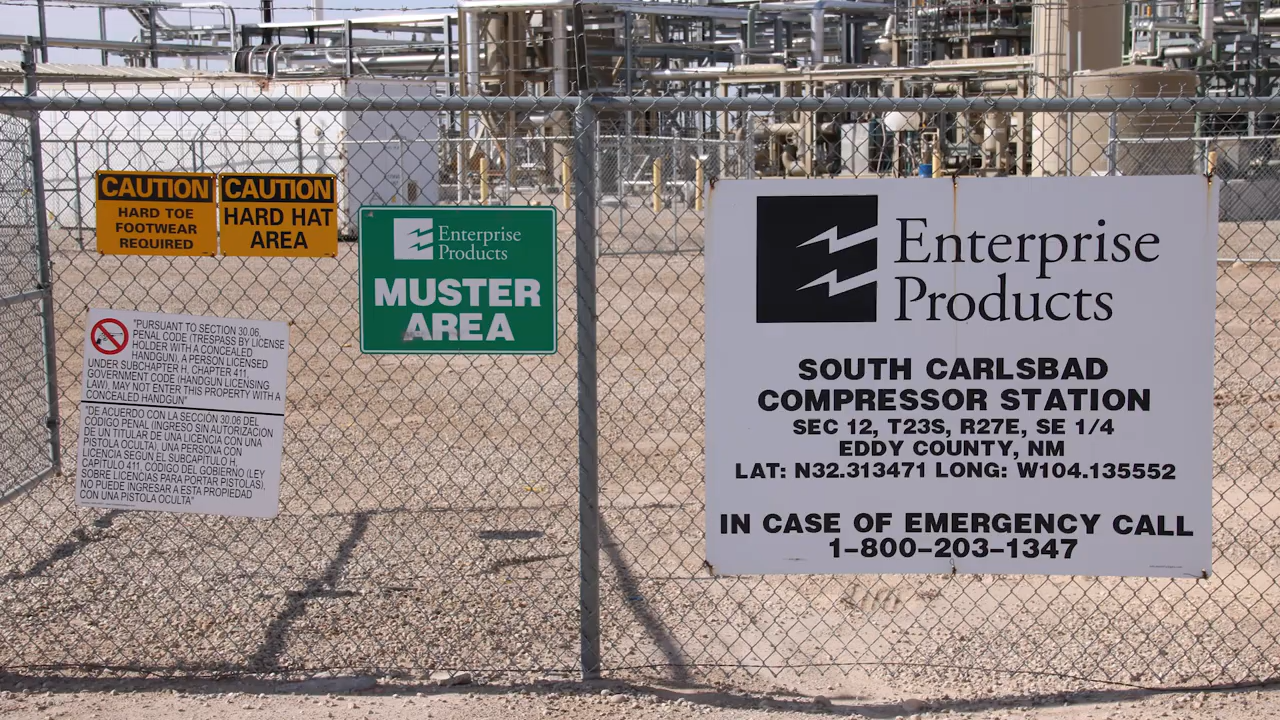 CAUTION
HARD TOE
FOOTWEAR
REQUIRED
CAUTION
HARD HAT
AREA
Enterprise
Products
MUSTER
AREA
"PURSUANT TO SECTION 30.06,
PENAL CODE (TRESPASS BY LICENSE
HOLDER WITH A CONCEALED
HANDGUN), A PERSON LICENSED
UNDER SUBCHAPTER H, CHAPTER 411,
GOVERNMENT CODE (HANDGUN LICENSING
LAW), MAY NOT ENTER THIS PROPERTY WITH A
CONCEALED HANDGUN"
"DE ACUERDO CON LA SECCIÓN 30.06 DEL
CÓDIGO PENAL (INGRESO SIN AUTORIZACIÓN
DE UN TITULAR DE UNA LICENCIA CON UNA
PISTOLA OCULTA), UNA PERSONA CON
LICENCIA SEGÚN EL SUBCAPITULO H,
CAPITULO 411, CÓDIGO DEL GOBIERNO (LEY
SOBRE LICENCIAS PARA PORTAR PISTOLAS),
NO PUEDE INGRESAR A ESTA PROPIEDAD
CON UNA PISTOLA OCULTA"
Enterprise
Products
SOUTH CARLSBAD
COMPRESSOR STATION
SEC 12, T23S, R27E, SE 1/4
EDDY COUNTY, NM
LAT: N32.313471 LONG: W104.135552
IN CASE OF EMERGENCY CALL
1-800-203-1347